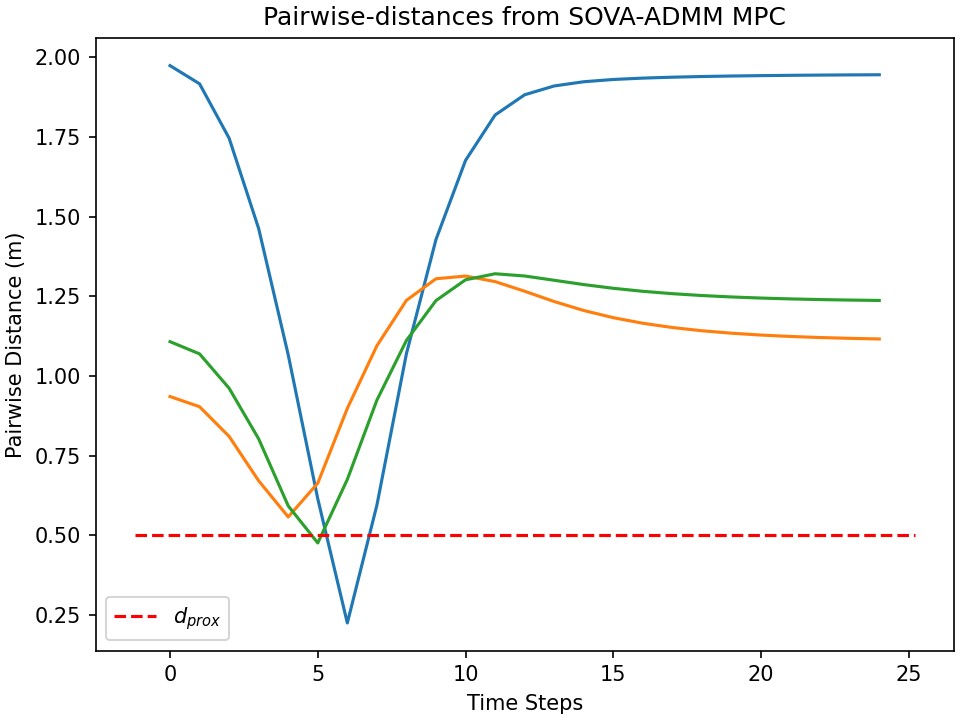 Pairwise-distances from SOVA-ADMM MPC
Pairwise Distance (m)
2.00
1.75
1.50
1.25
1.00
0.75
0.50
0.25
d_prox
0 5 10 15 20 25
Time Steps